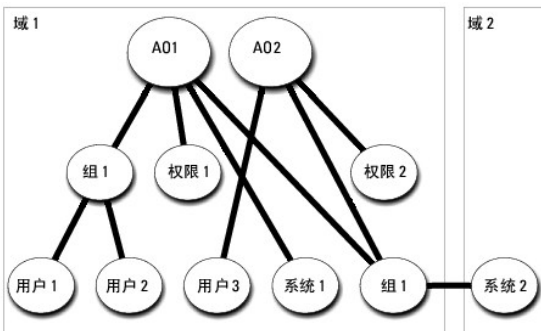 域 1
域 2
A01
A02
组 1
权限 1
权限 2
用户 1
用户 2
用户3
系统 1
组 1
系统 2